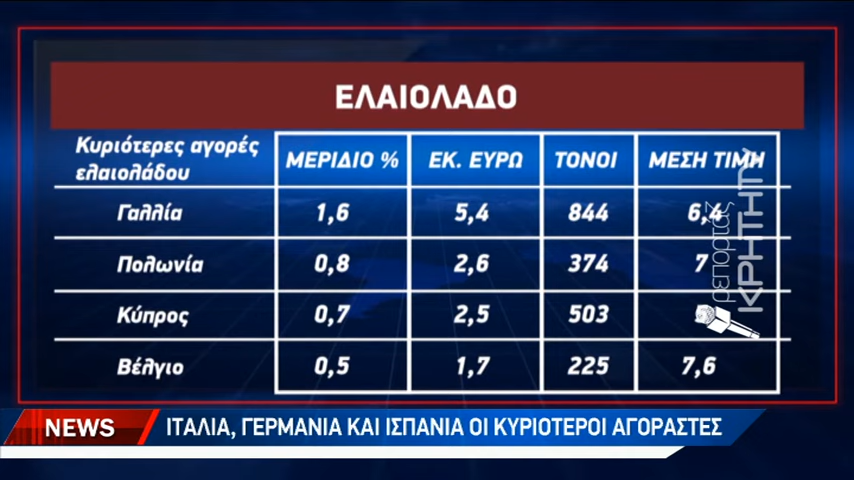 ΕΛΑΙΟΛΑΔΟ
Κυριότερες αγορές ελαιολάδου ΜΕΡΙΔΙΟ % ΕΚ. ΕΥΡΩ ΤΟΝΟΙ ΜΕΣΗ ΤΙΜΗ
Γαλλία 1,6 5,4 844 6,4
Πολωνία 0,8 2,6 374 7
Κύπρος 0,7 2,5 503
Βέλγιο 0,5 1,7 225 7,6
ρεπορτάζ
ΚΡΗΤΗTV
NEWS ΙΤΑΛΙΑ, ΓΕΡΜΑΝΙΑ ΚΑΙ ΙΣΠΑΝΙΑ ΟΙ ΚΥΡΙΟΤΕΡΟΙ ΑΓΟΡΑΣΤΕΣ